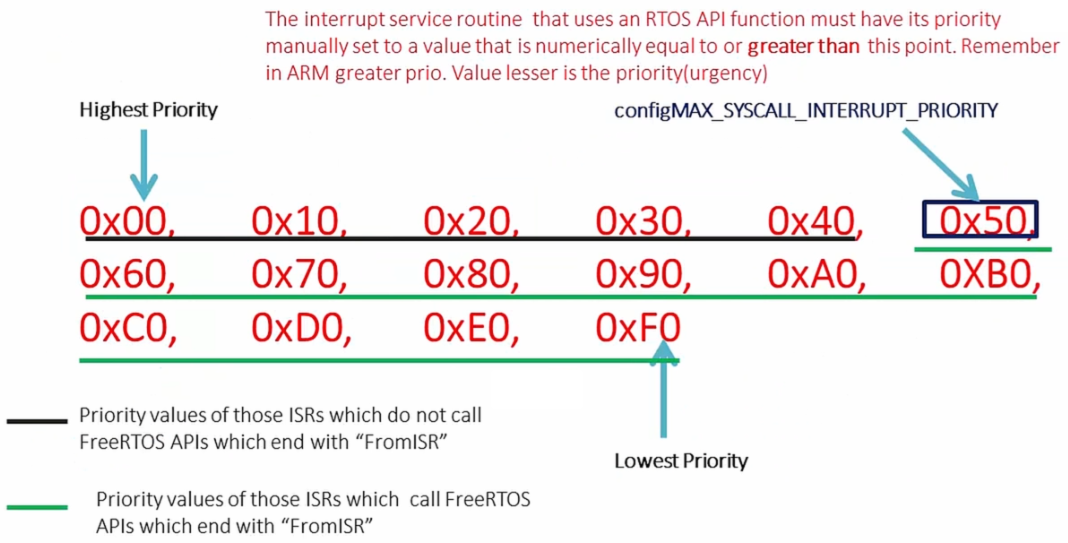 The interrupt service routine that uses an RTOS API function must have its priority
manually set to a value that is numerically equal to or greater than this point. Remember
in ARM greater prio. Value lesser is the priority(urgency)
Highest Priority
configMAX_SYSCALL_INTERRUPT_PRIORITY
0x00, 0x10, 0x20, 0x30, 0x40, 0x50,
0x60, 0x70, 0x80, 0x90, 0xA0, 0XB0,
0xC0, 0xD0, 0xE0, 0xF0
Priority values of those ISRs which do not call
FreeRTOS APIs which end with “FromISR”
Lowest Priority
Priority values of those ISRs which call FreeRTOS
APIs which end with “FromISR”